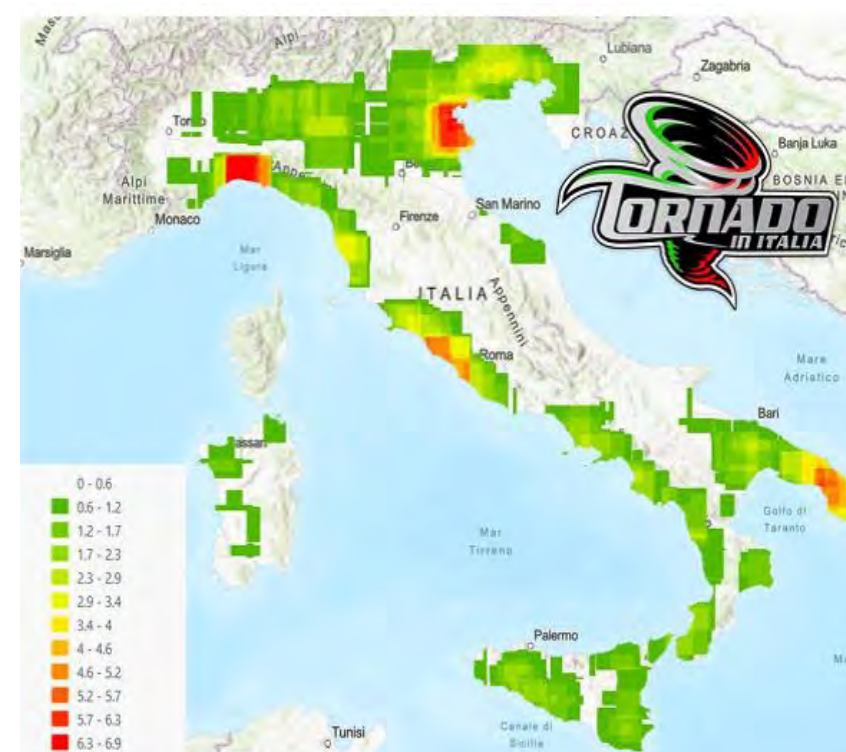 Alpi
Lubiana
Zagabria
CROAZ
Banja Luka
BOSNIA E
Alpi
Marittime
Monaco
Marsiglia
Mar
Ligure
Firenze
San Marino
TORNADO
IN ITALIA
ITALIA
Appennini
Roma
Mare
Adriatico
Bari
assari
Golfo di
Taranto
Mar
Tirreno
Palermo
Canale di
Sicilia
Tunisi
0 - 0.6
0.6 - 1.2
1.2 - 1.7
1.7 - 2.3
2.3 - 2.9
2.9 - 3.4
3.4 - 4
4 - 4.6
4.6 - 5.2
5.2 - 5.7
5.7 - 6.3
6.3 - 6.9